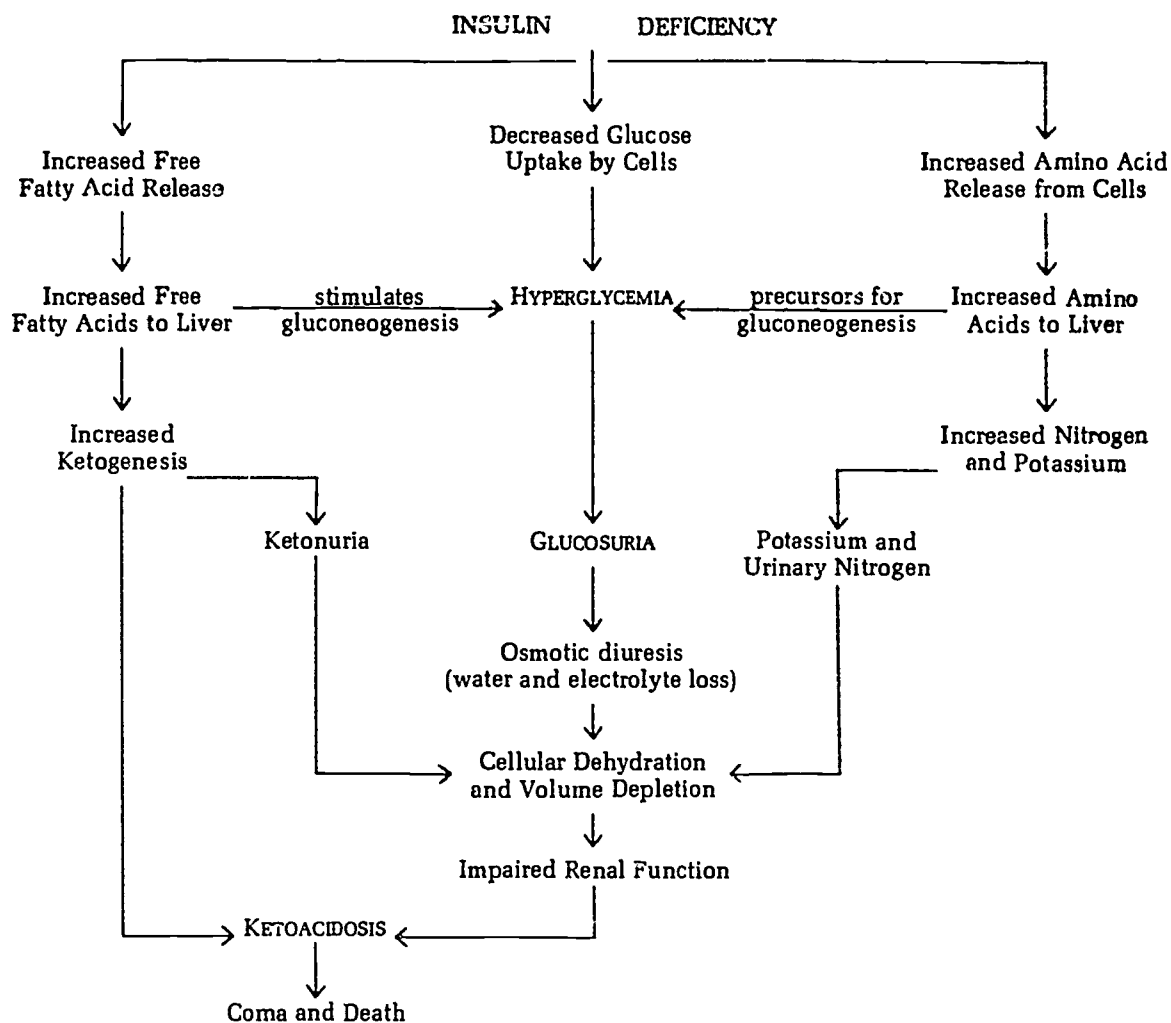 INSULIN DEFICIENCY
Decreased Glucose
Uptake by Cells
Increased Free
Fatty Acid Release
Increased Amino Acid
Release from Cells
Increased Free
Fatty Acids to Liver
stimulates
gluconeogenesis
HYPERGLYCEMIA
precursors for
gluconeogenesis
Increased Amino
Acids to Liver
Increased
Ketogenesis
Increased Nitrogen
and Potassium
Ketonuria
GLUCOSURIA
Potassium and
Urinary Nitrogen
Osmotic diuresis
(water and electrolyte loss)
Cellular Dehydration
and Volume Depletion
Impaired Renal Function
KETOACIDOSIS
Coma and Death